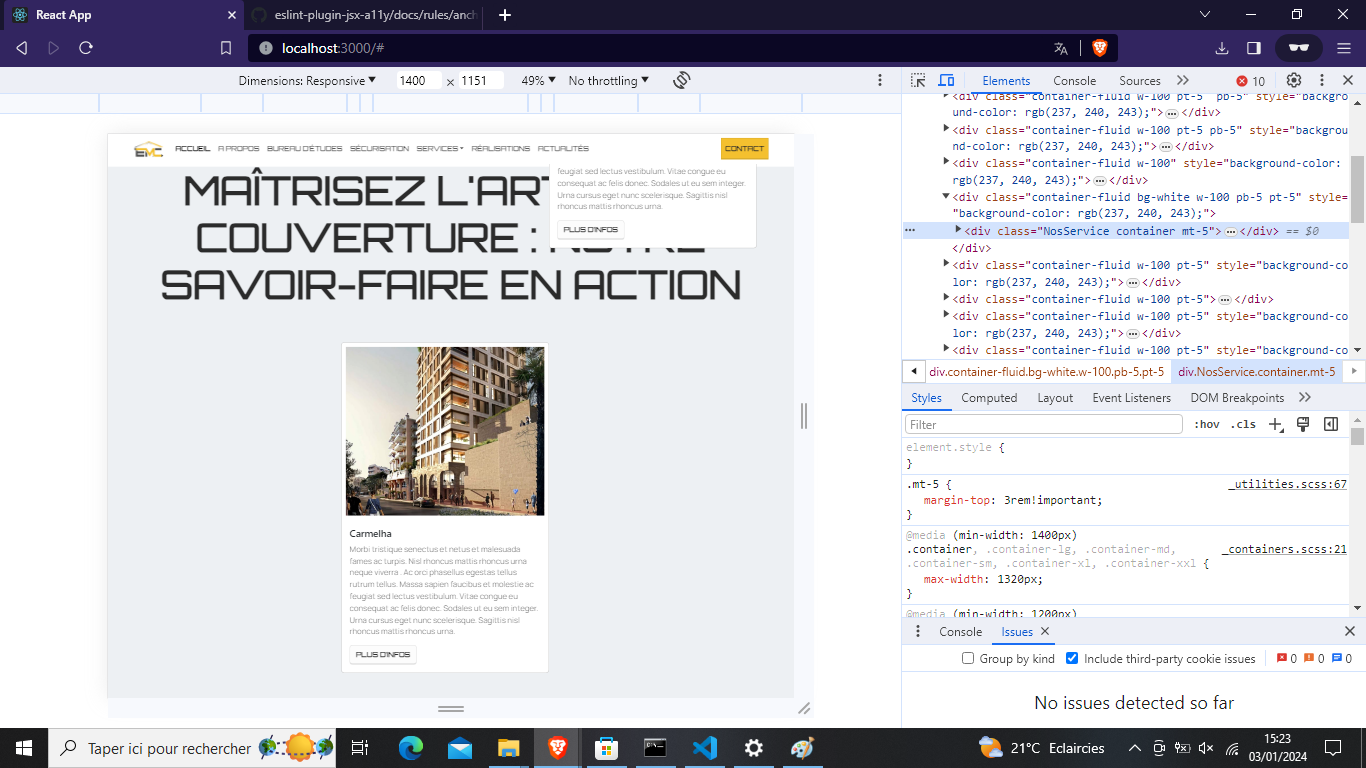 React App
eslint-plugin-jsx-a11y/docs/rules/anch
localhost:3000/#
Dimensions: Responsive 1400 × 1151 49% No throttling
EMC ACCUEIL A PROPOS BUREAU D'ÉTUDES SÉCURISATION SERVICES RÉALISATIONS ACTUALITÉS CONTACT
MAÎTRISEZ L'ART
COUVERTURE : NOTRE
SAVOIR-FAIRE EN ACTION
feugiat sed lectus vestibulum. Vitae congue eu
consequat ac felis donec. Sodales ut eu sem integer.
Urna cursus eget nunc scelerisque. Sagittis nisl
rhoncus mattis rhoncus urna.
PLUS D'INFOS
Carmelha
Morbi tristique senectus et netus et malesuada
fames ac turpis. Nisl rhoncus mattis rhoncus urna
neque viverra . Ac orci phasellus egestas tellus
rutrum tellus. Massa sapien faucibus et molestie ac
feugiat sed lectus vestibulum. Vitae congue eu
consequat ac felis donec. Sodales ut eu sem integer.
Urna cursus eget nunc scelerisque. Sagittis nisl
rhoncus mattis rhoncus urna.
PLUS D'INFOS
Elements Console Sources 10
<div class="container-fluid w-100 pt-5 pb-5" style="backgro
und-color: rgb(237, 240, 243);">…</div>
<div class="container-fluid w-100 pt-5 pb-5" style="backgrou
nd-color: rgb(237, 240, 243);">…</div>
<div class="container-fluid w-100" style="background-color:
rgb(237, 240, 243);">…</div>
<div class="container-fluid bg-white w-100 pb-5 pt-5" style=
"background-color: rgb(237, 240, 243);">
<div class="NosService container mt-5">…</div> == $0
</div>
<div class="container-fluid w-100 pt-5" style="background-co
lor: rgb(237, 240, 243);">…</div>
<div class="container-fluid w-100 pt-5">…</div>
<div class="container-fluid w-100 pt-5" style="background-co
lor: rgb(237, 240, 243);">…</div>
<div class="container-fluid w-100 pt-5" style="background-co
div.container-fluid.bg-white.w-100.pb-5.pt-5 div.NosService.container.mt-5
Styles Computed Layout Event Listeners DOM Breakpoints
Filter :hov .cls
element.style {
}
.mt-5 { _utilities.scss:67
margin-top: 3rem!important;
}
@media (min-width: 1400px)
.container, .container-lg, .container-md, _containers.scss:21
.container-sm, .container-xl, .container-xxl {
max-width: 1320px;
}
@media (min-width: 1200px)
Console Issues
Group by kind Include third-party cookie issues 0 0 0
No issues detected so far
Taper ici pour rechercher
21°C Eclaircies
15:23
03/01/2024